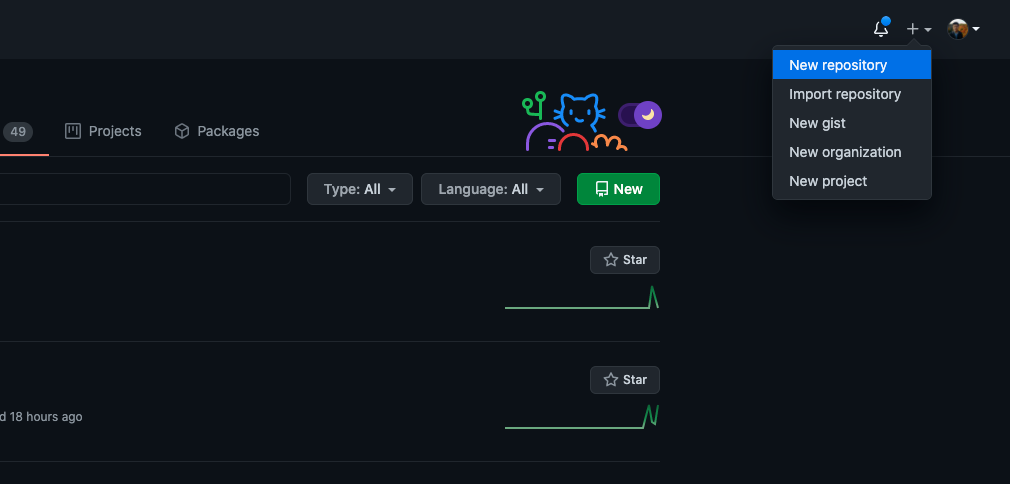 New repository
Import repository
New gist
New organization
New project
49 Projects Packages
Type: All Language: All New
Star
Star
18 hours ago